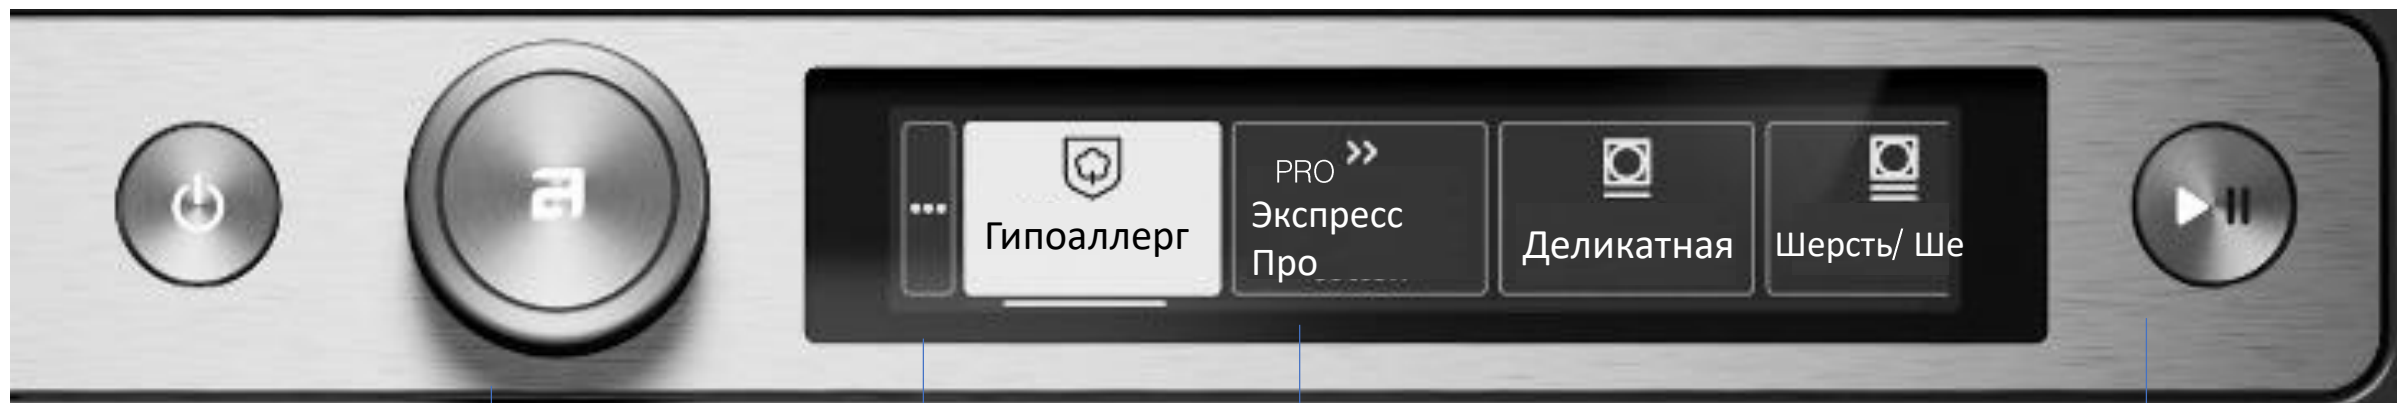 PRO
Экспресс
Про
Гипоаллерг
Деликатная
Шерсть/ Ше